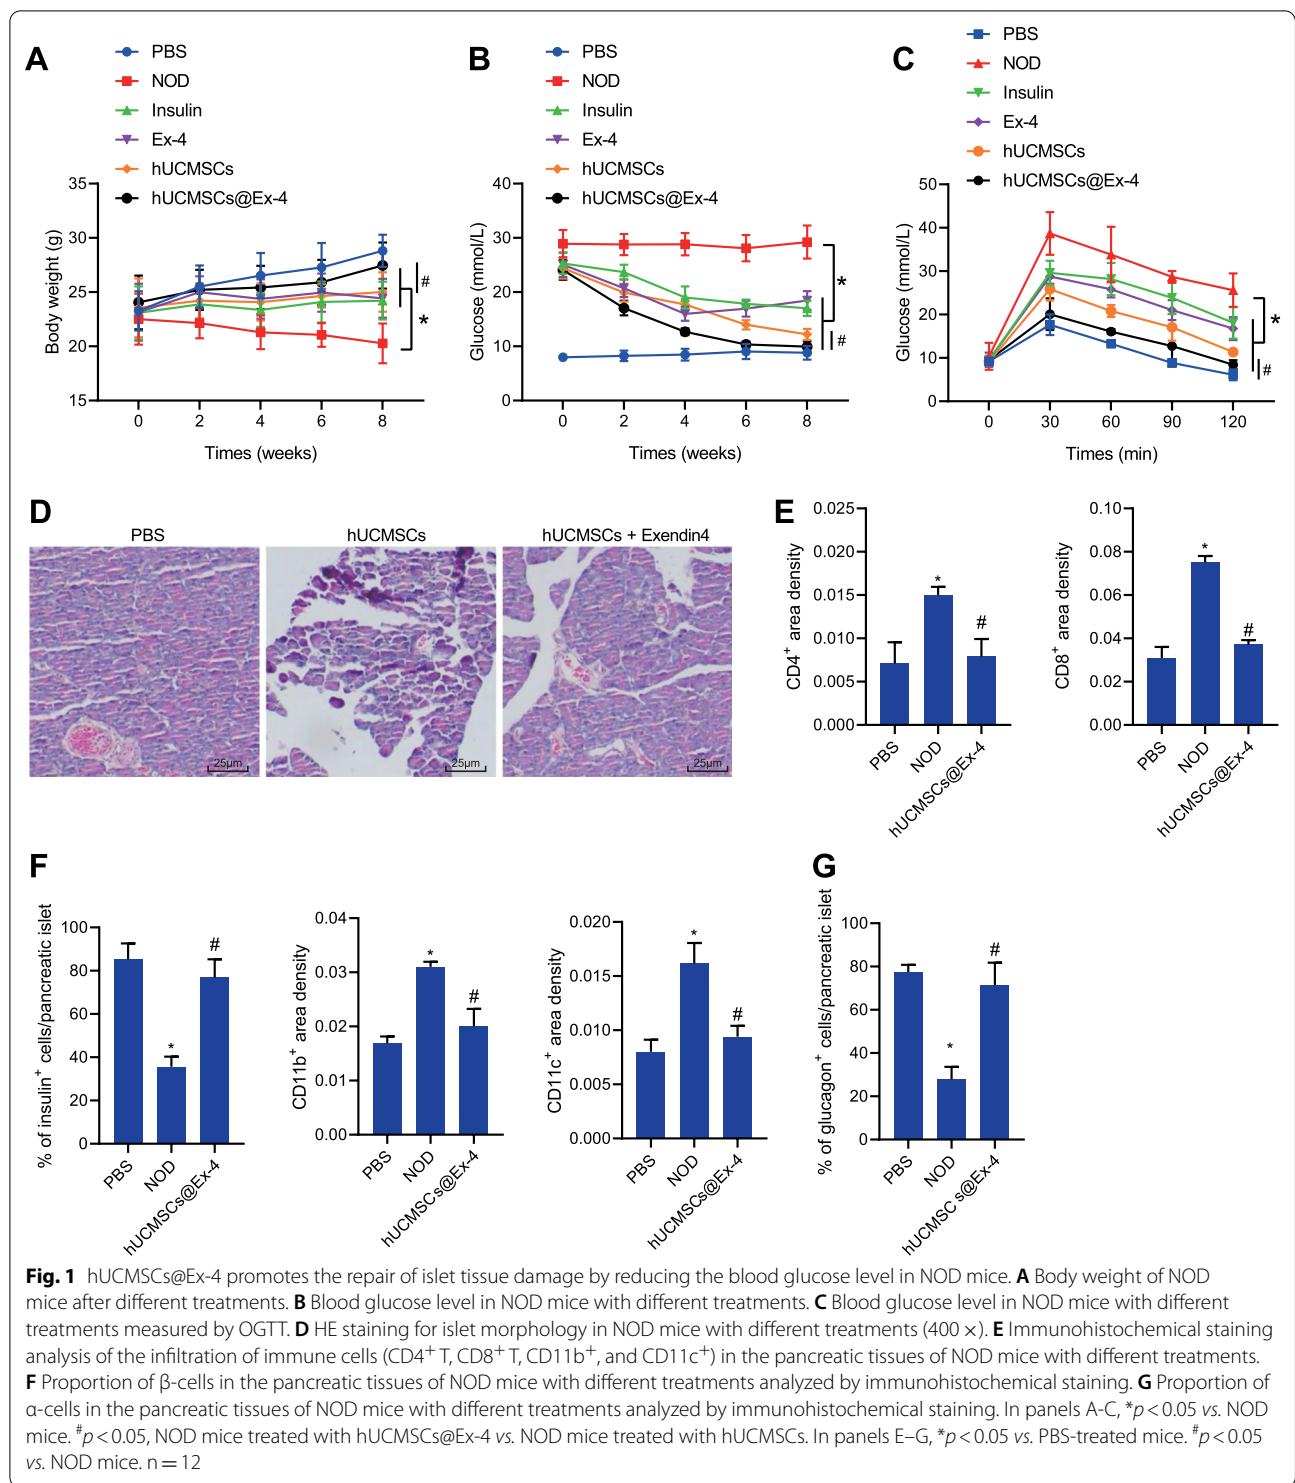 A
PBS
NOD
Insulin
Ex-4
hUCMSCs
hUCMSCs@Ex-4
Body weight (g)
35
30
25
20
15
0 2 4 6 8
Times (weeks)
#
*
B
PBS
NOD
Insulin
Ex-4
hUCMSCs
hUCMSCs@Ex-4
Glucose (mmol/L)
40
30
20
10
0
0 2 4 6 8
Times (weeks)
*
#
C
PBS
NOD
Insulin
Ex-4
hUCMSCs
hUCMSCs@Ex-4
Glucose (mmol/L)
50
40
30
20
10
0
0 30 60 90 120
Times (min)
*
#
D
PBS
hUCMSCs
hUCMSCs + Exendin4
25μm
25μm
25μm
E
CD4+ area density
0.025
0.020
0.015
0.010
0.005
0.000
*
#
PBS
NOD
hUCMSCs@Ex-4
CD8+ area density
0.10
0.08
0.06
0.04
0.02
0.00
*
#
PBS
NOD
hUCMSCs@Ex-4
F
% of insulin+ cells/pancreatic islet
100
80
60
40
20
0
*
#
PBS
NOD
hUCMSCs@Ex-4
CD11b+ area density
0.04
0.03
0.02
0.01
0.00
*
#
PBS
NOD
hUCMSCs@Ex-4
CD11c+ area density
0.020
0.015
0.010
0.005
0.000
*
#
PBS
NOD
hUCMSCs@Ex-4
G
% of glucagon+ cells/pancreatic islet
100
80
60
40
20
0
*
#
PBS
NOD
hUCMSC s@Ex-4
Fig. 1 hUCMSCs@Ex-4 promotes the repair of islet tissue damage by reducing the blood glucose level in NOD mice. A Body weight of NOD
mice after different treatments. B Blood glucose level in NOD mice with different treatments. C Blood glucose level in NOD mice with different
treatments measured by OGTT. D HE staining for islet morphology in NOD mice with different treatments (400 ×). E Immunohistochemical staining
analysis of the infiltration of immune cells (CD4+ T, CD8+ T, CD11b+, and CD11c+) in the pancreatic tissues of NOD mice with different treatments.
F Proportion of β-cells in the pancreatic tissues of NOD mice with different treatments analyzed by immunohistochemical staining. G Proportion of
α-cells in the pancreatic tissues of NOD mice with different treatments analyzed by immunohistochemical staining. In panels A-C, *p < 0.05 vs. NOD
mice. #p < 0.05, NOD mice treated with hUCMSCs@Ex-4 vs. NOD mice treated with hUCMSCs. In panels E–G, *p < 0.05 vs. PBS-treated mice. #p < 0.05
vs. NOD mice. n = 12